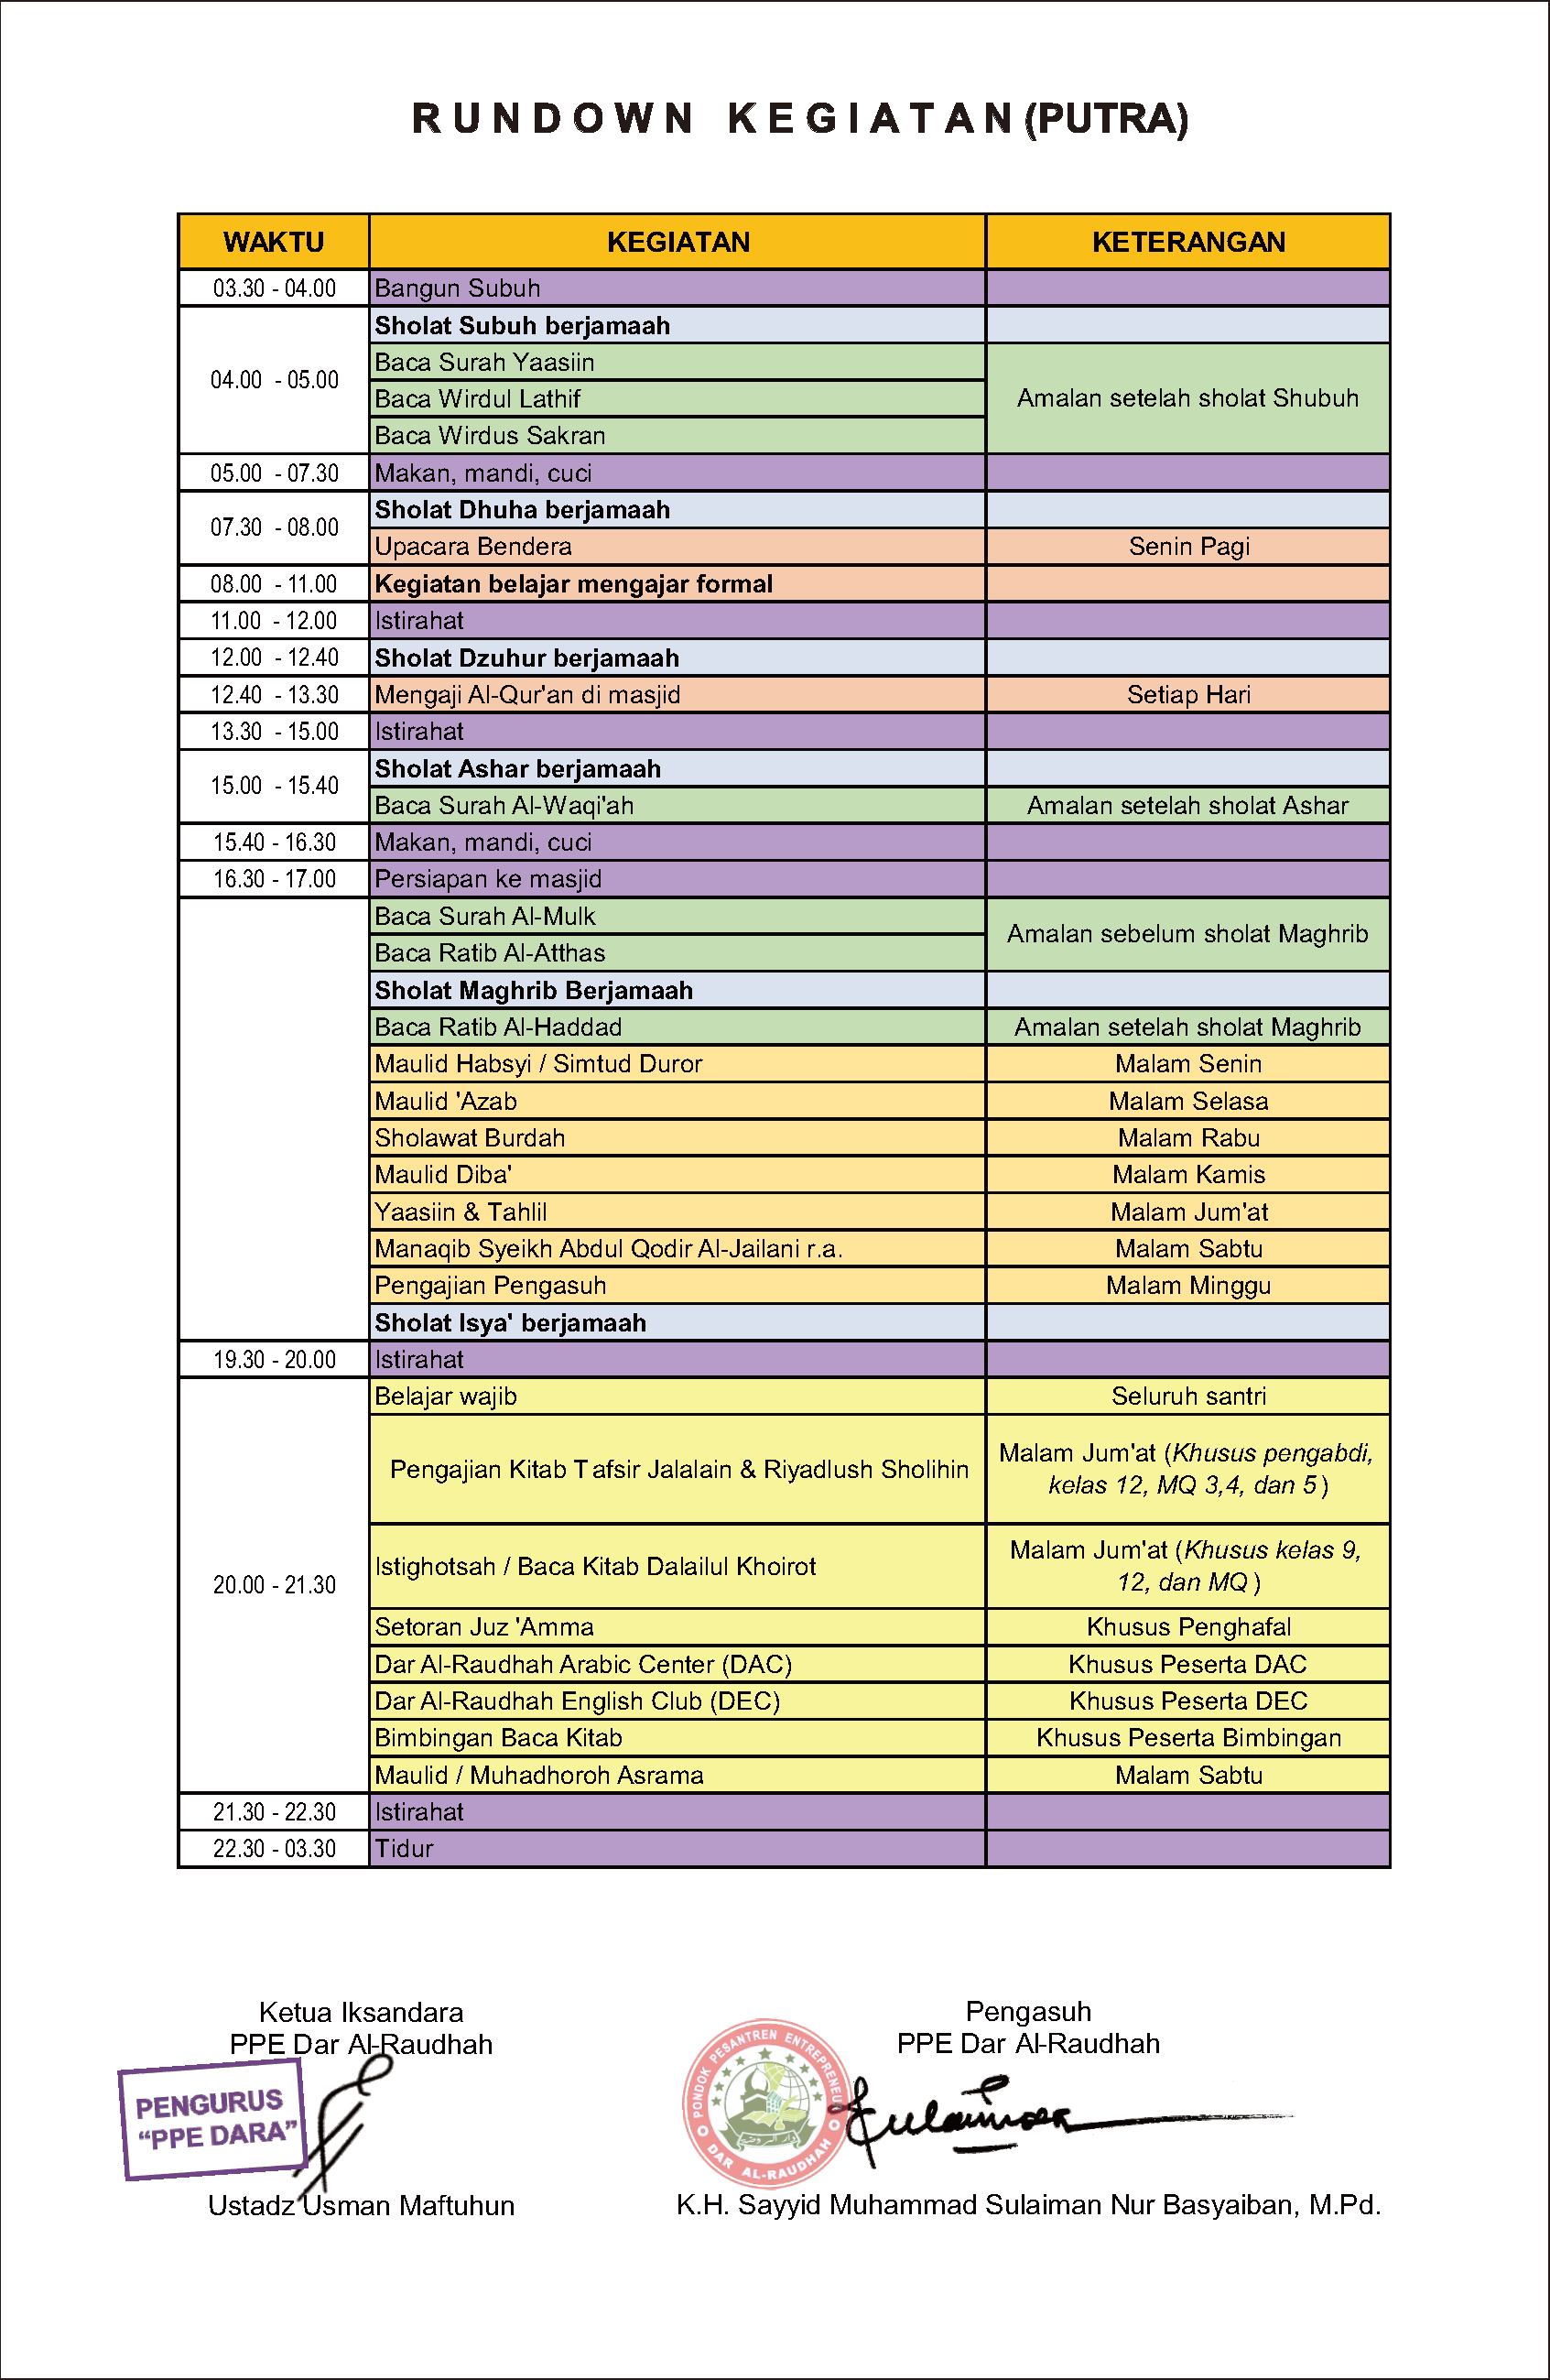 RUNDOWN KEGIATAN (PUTRA)
WAKTU KEGIATAN KETERANGAN
03.30 - 04.00 Bangun Subuh
04.00 - 05.00
Sholat Subuh berjamaah
Baca Surah Yaasiin
Baca Wirdul Lathif
Baca Wirdus Sakran
Amalan setelah sholat Shubuh
05.00 - 07.30 Makan, mandi, cuci
07.30 - 08.00
Sholat Dhuha berjamaah
Upacara Bendera Senin Pagi
08.00 - 11.00 Kegiatan belajar mengajar formal
11.00 - 12.00 Istirahat
12.00 - 12.40 Sholat Dzuhur berjamaah
12.40 - 13.30 Mengaji Al-Qur'an di masjid Setiap Hari
13.30 - 15.00 Istirahat
15.00 - 15.40
Sholat Ashar berjamaah
Baca Surah Al-Waqi'ah Amalan setelah sholat Ashar
15.40 - 16.30 Makan, mandi, cuci
16.30 - 17.00 Persiapan ke masjid
Baca Surah Al-Mulk
Baca Ratib Al-Atthas
Amalan sebelum sholat Maghrib
Sholat Maghrib Berjamaah
Baca Ratib Al-Haddad Amalan setelah sholat Maghrib
Maulid Habsyi / Simtud Duror Malam Senin
Maulid 'Azab Malam Selasa
Sholawat Burdah Malam Rabu
Maulid Diba' Malam Kamis
Yaasiin & Tahlil Malam Jum'at
Manaqib Syeikh Abdul Qodir Al-Jailani r.a. Malam Sabtu
Pengajian Pengasuh Malam Minggu
Sholat Isya' berjamaah
19.30 - 20.00 Istirahat
20.00 - 21.30
Belajar wajib Seluruh santri
Pengajian Kitab Tafsir Jalalain & Riyadlush Sholihin
Malam Jum'at (Khusus pengabdi,
kelas 12, MQ 3,4, dan 5 )
Istighotsah / Baca Kitab Dalailul Khoirot
Malam Jum'at (Khusus kelas 9,
12, dan MQ )
Setoran Juz 'Amma Khusus Penghafal
Dar Al-Raudhah Arabic Center (DAC) Khusus Peserta DAC
Dar Al-Raudhah English Club (DEC) Khusus Peserta DEC
Bimbingan Baca Kitab Khusus Peserta Bimbingan
Maulid / Muhadhoroh Asrama Malam Sabtu
21.30 - 22.30 Istirahat
22.30 - 03.30 Tidur
Ketua Iksandara
PPE Dar Al-Raudhah
PENGURUS
“PPE DARA”
Ustadz Usman Maftuhun
Pengasuh
PPE Dar Al-Raudhah
PONDOK PESANTREN ENTREPRENEUR
DAR AL-RAUDHAH
K.H. Sayyid Muhammad Sulaiman Nur Basyaiban, M.Pd.